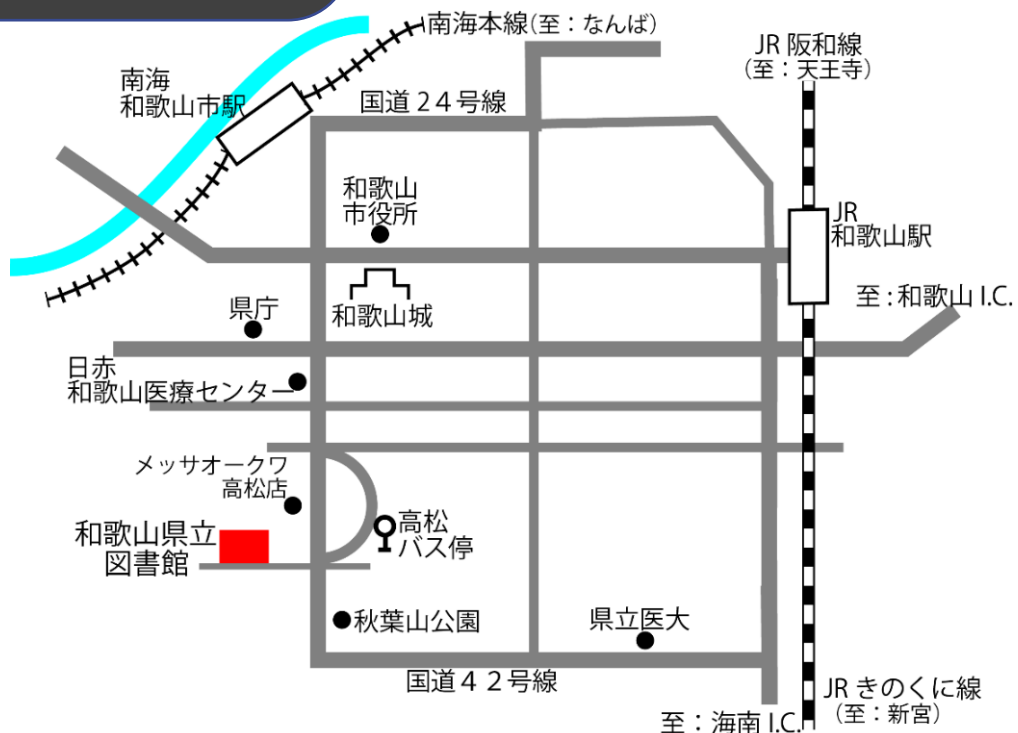 南海本線(至：なんば)
JR 阪和線
(至：天王寺)
南海
和歌山市駅
国道24号線
和歌山
市役所
JR
和歌山駅
和歌山城
至：和歌山 I.C.
県庁
日赤
和歌山医療センター
メッサオークワ
高松店
和歌山県立
図書館
高松
バス停
秋葉山公園
県立医大
国道42号線
JR きのくに線
(至：新宮)
至：海南 I.C.